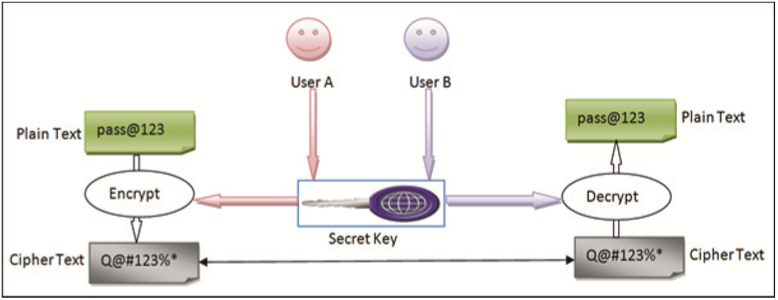 User A
User B
Plain Text
pass@123
pass@123
Plain Text
Encrypt
Decrypt
Secret Key
Cipher Text
Q@#123%*
Q@#123%*
Cipher Text